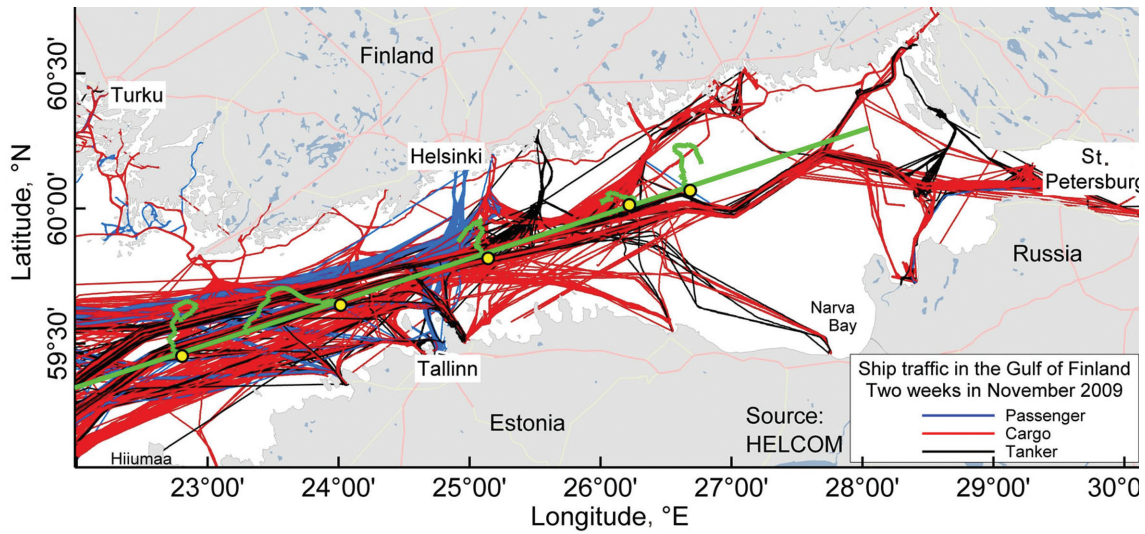 Finland
60°30'
Turku
Helsinki
St.
Petersburg
Latitude, °N
60°00'
Russia
Narva
Bay
59°30'
Tallinn
Ship traffic in the Gulf of Finland
Two weeks in November 2009
Passenger
Cargo
Tanker
Source:
HELCOM
Estonia
Hiiumaa
23°00'
24°00'
25°00'
26°00'
27°00'
28°00'
29°00'
30°0
Longitude, °E